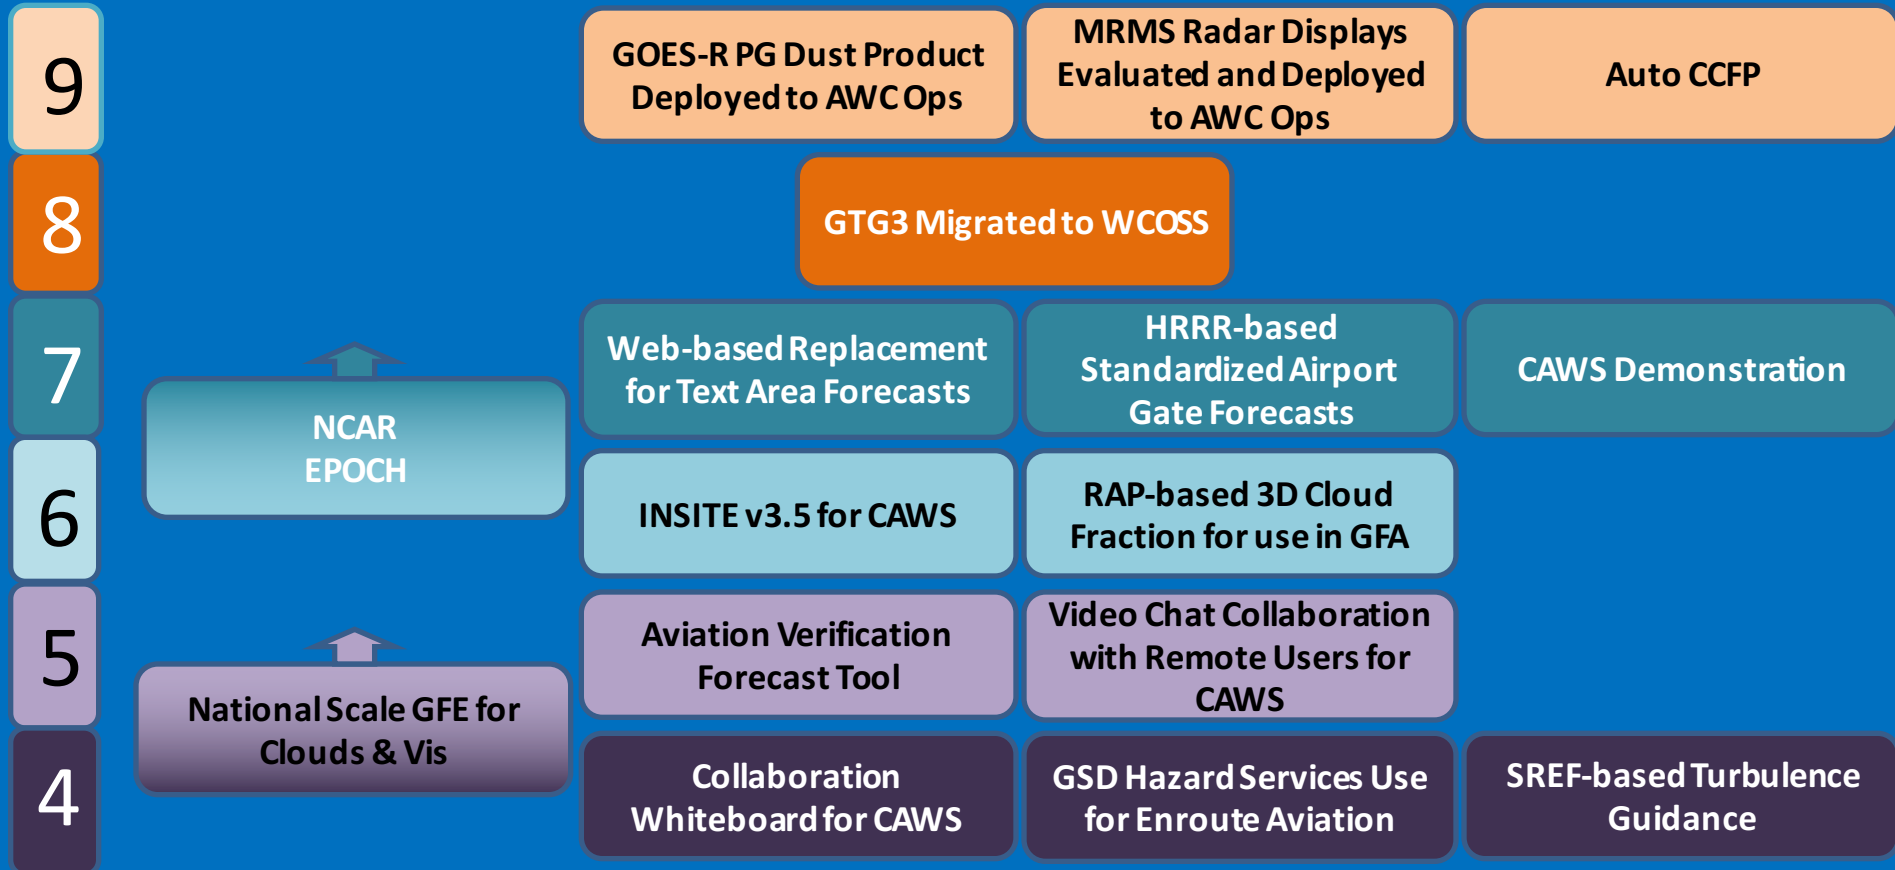 9
GOES-R PG Dust Product
Deployed to AWC Ops
MRMS Radar Displays
Evaluated and Deployed
to AWC Ops
Auto CCFP
8
GTG3 Migrated to WCOSS
7
Web-based Replacement
for Text Area Forecasts
HRRR-based
Standardized Airport
Gate Forecasts
CAWS Demonstration
NCAR
EPOCH
6
INSITE v3.5 for CAWS
RAP-based 3D Cloud
Fraction for use in GFA
5
Aviation Verification
Forecast Tool
Video Chat Collaboration
with Remote Users for
CAWS
National Scale GFE for
Clouds & Vis
4
Collaboration
Whiteboard for CAWS
GSD Hazard Services Use
for Enroute Aviation
SREF-based Turbulence
Guidance